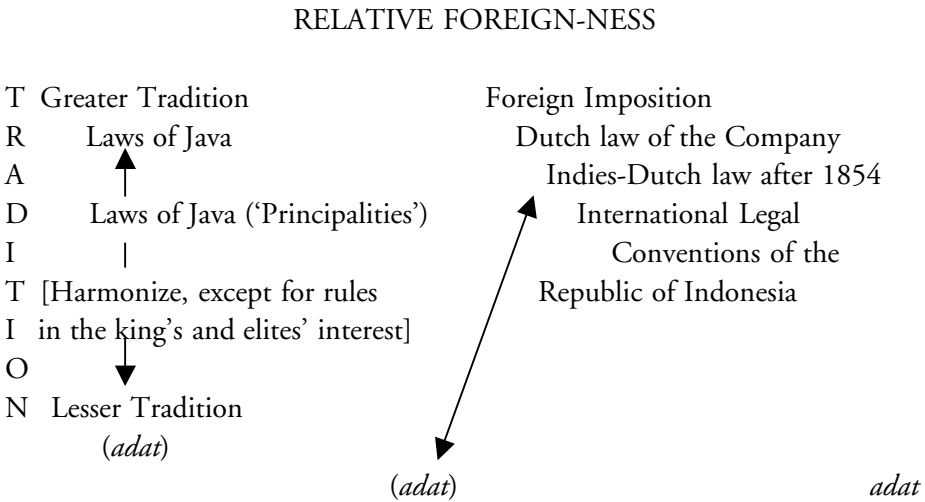 RELATIVE FOREIGN-NESS
T Greater Tradition Foreign Imposition
R Laws of Java Dutch law of the Company
A Indies-Dutch law after 1854
D Laws of Java (‘Principalities’) International Legal
I Conventions of the
T [Harmonize, except for rules Republic of Indonesia
I in the king’s and elites’ interest]
O
N Lesser Tradition
(adat)
(adat) adat